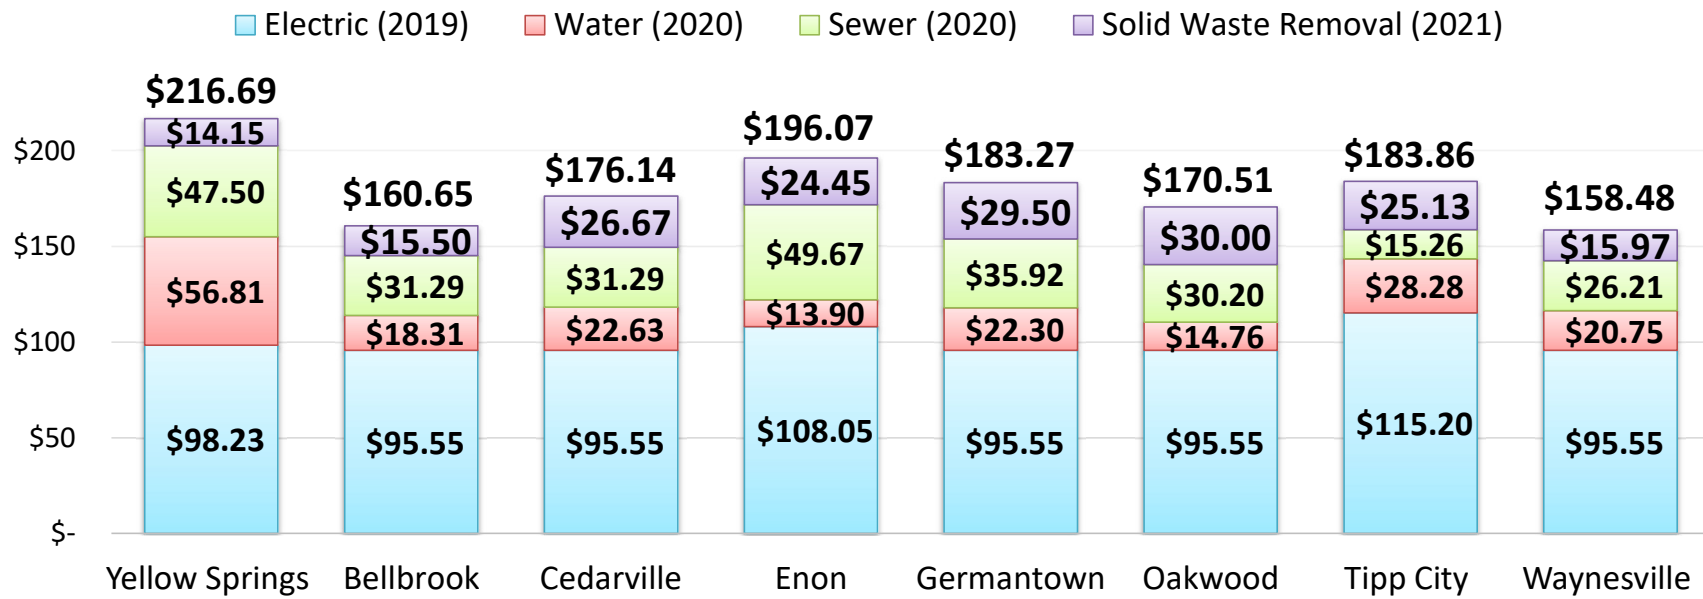 Electric (2019) Water (2020) Sewer (2020) Solid Waste Removal (2021)
$216.69 $160.65 $176.14 $196.07 $183.27 $170.51 $183.86 $158.48
$14.15 $15.50 $26.67 $24.45 $29.50 $30.00 $25.13 $15.97
$47.50 $31.29 $31.29 $49.67 $35.92 $30.20 $15.26 $26.21
$56.81 $18.31 $22.63 $13.90 $22.30 $14.76 $28.28 $20.75
$98.23 $95.55 $95.55 $108.05 $95.55 $95.55 $115.20 $95.55
$200
$150
$100
$50
$-
Yellow Springs Bellbrook Cedarville Enon Germantown Oakwood Tipp City Waynesville